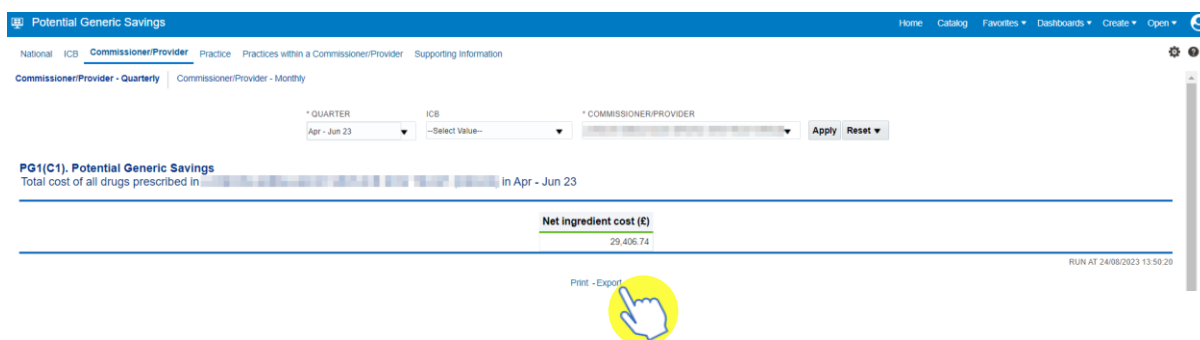 Potential Generic Savings Home Catalog Favorites Dashboards Create Open
National ICB Commissioner/Provider Practice Practices within a Commissioner/Provider Supporting Information
Commissioner/Provider - Quarterly Commissioner/Provider - Monthly
* QUARTER ICB * COMMISSIONER/PROVIDER
Apr - Jun 23 --Select Value-- Apply Reset
PG1(C1). Potential Generic Savings
Total cost of all drugs prescribed in in Apr - Jun 23
Net ingredient cost (£)
29,406.74
RUN AT 24/08/2023 13:50:20
Print - Export